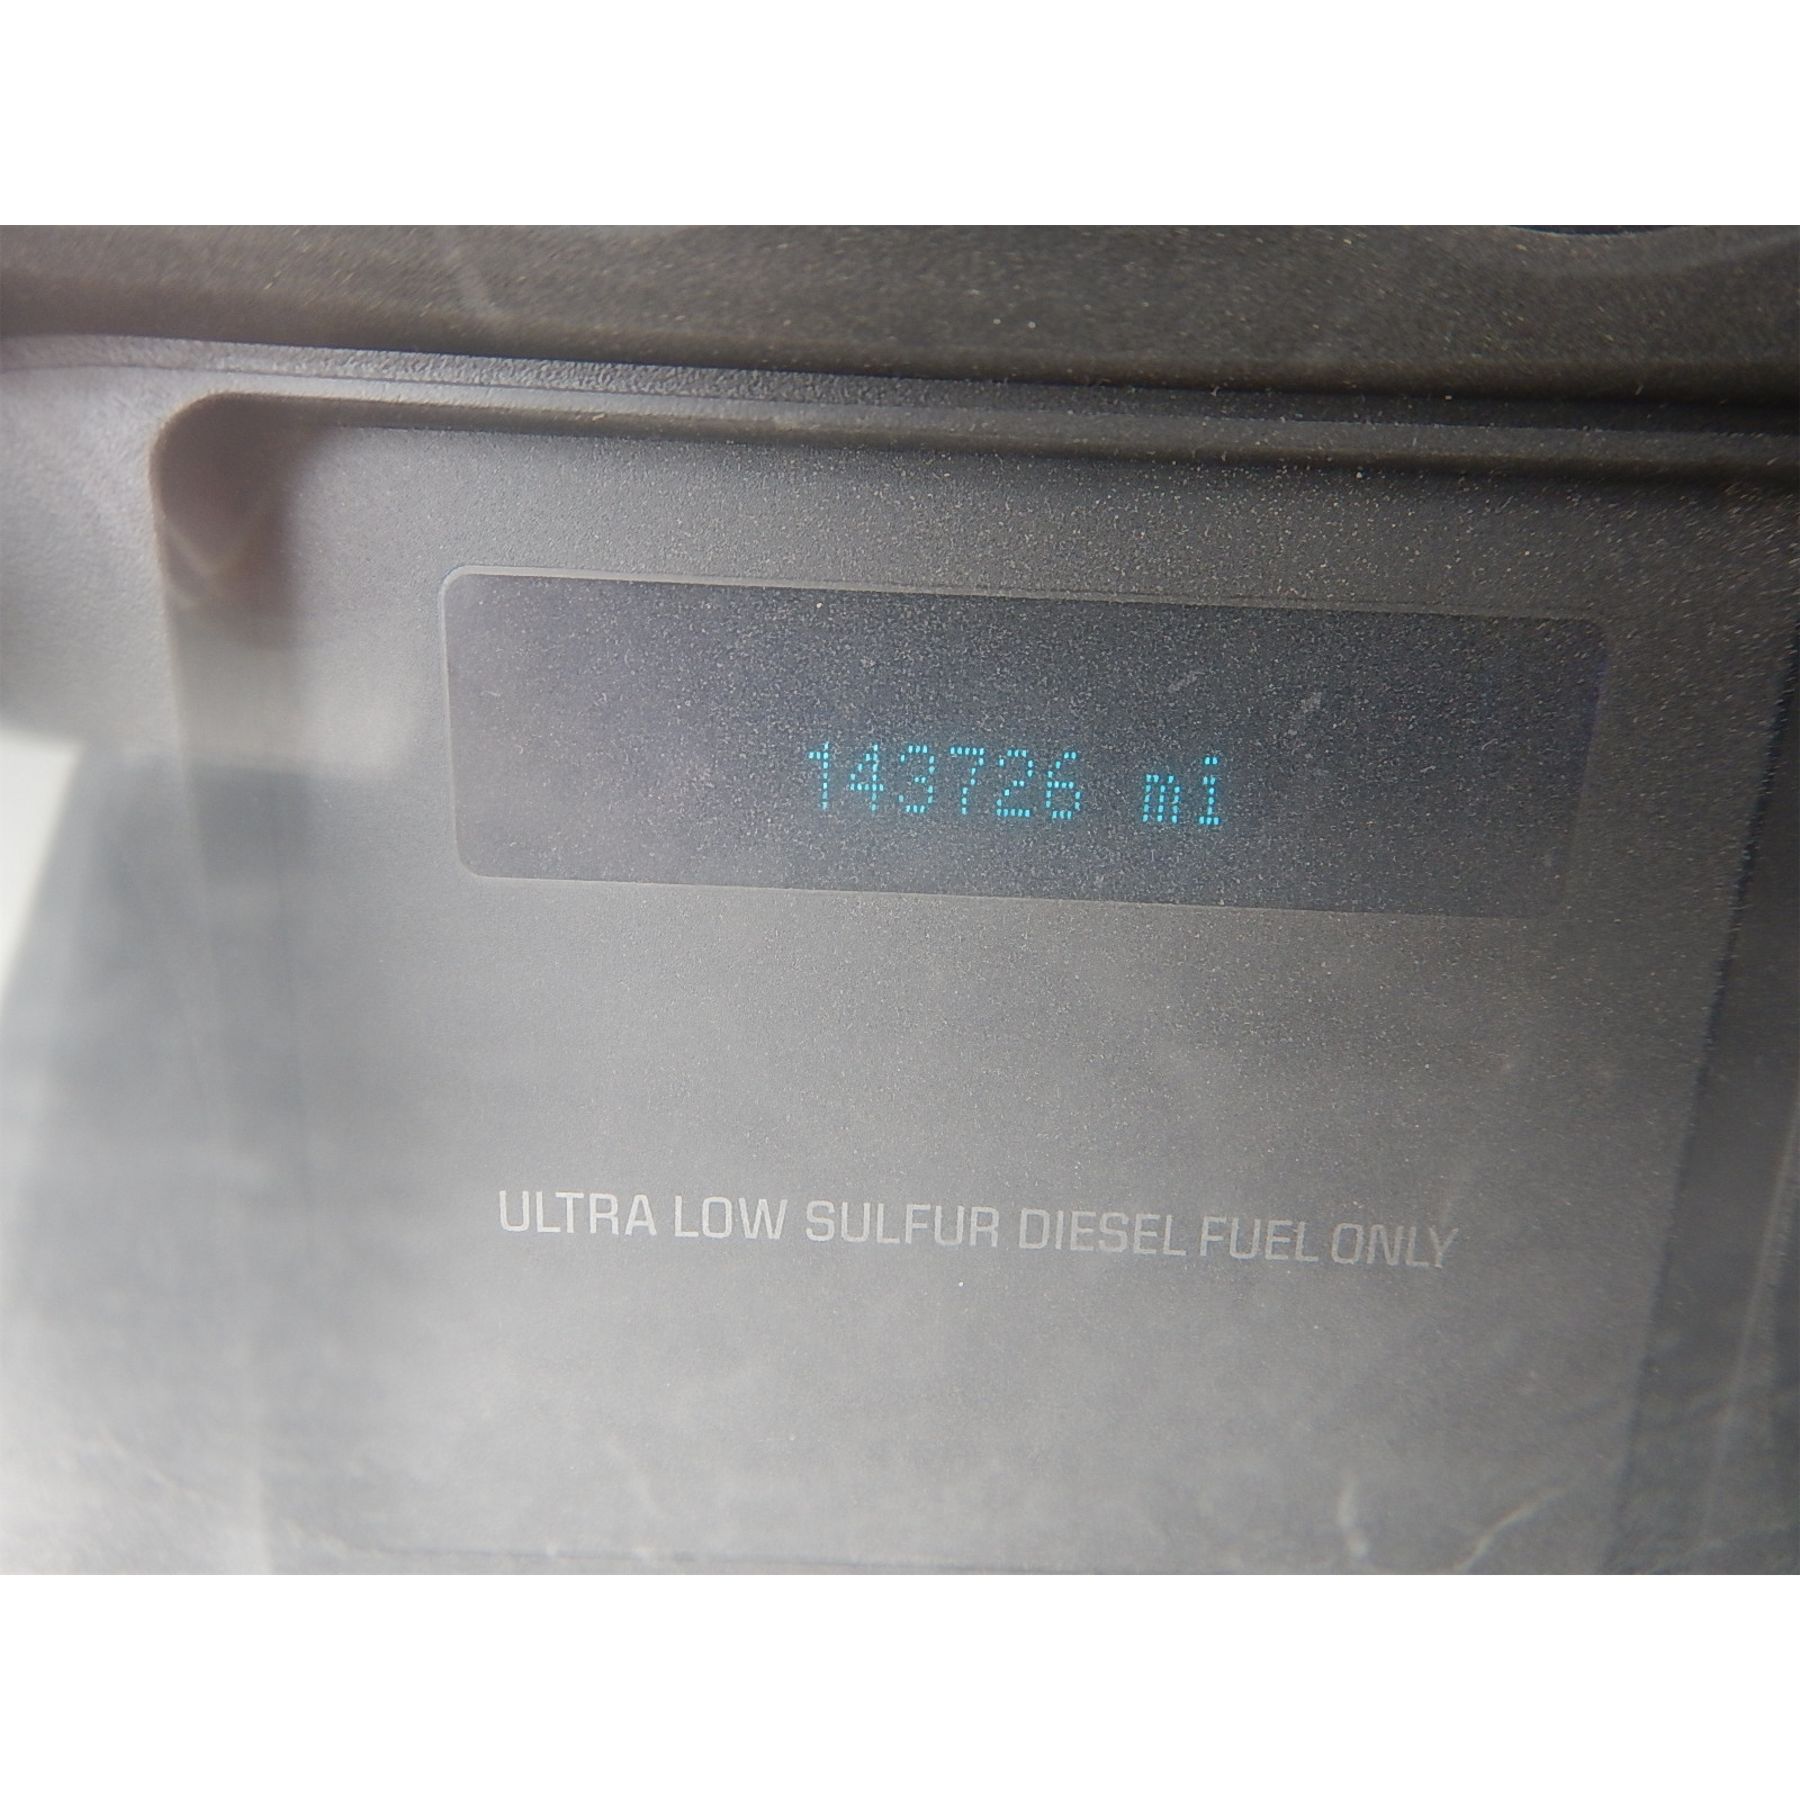 143726 mi
ULTRA LOW SULFUR DIESEL FUEL ONLY